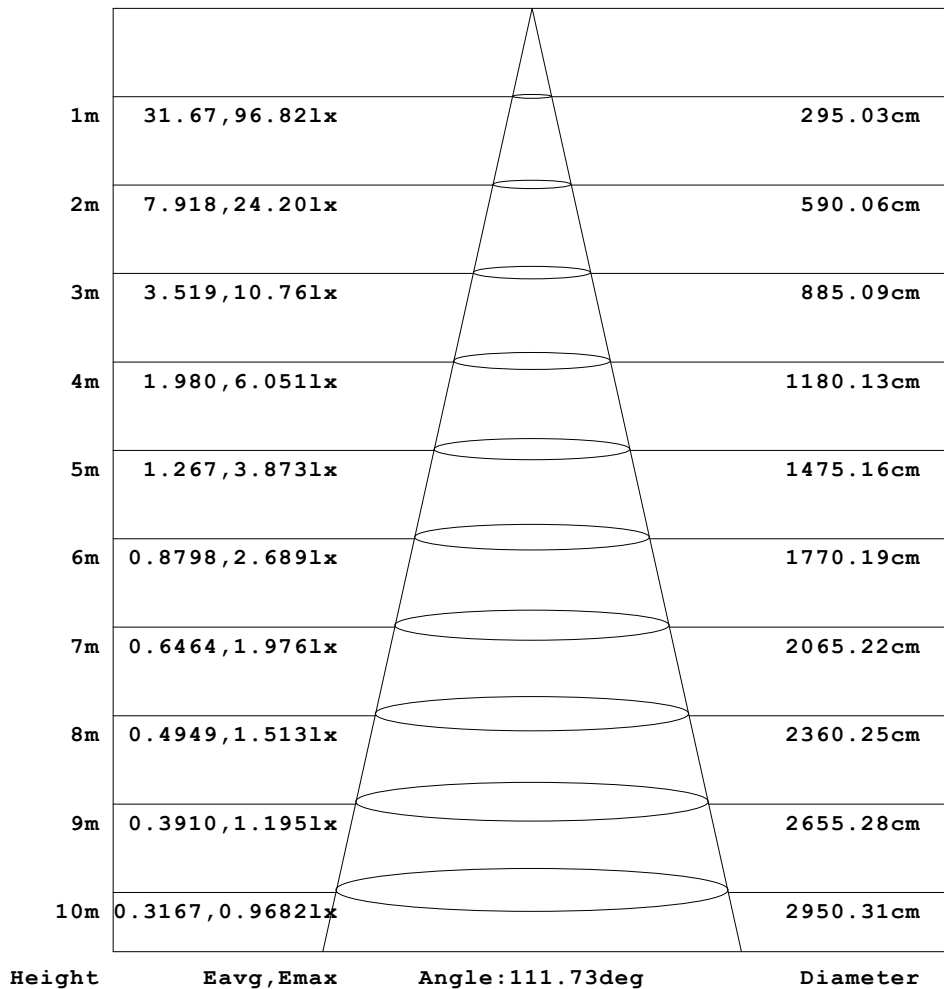 1m 31.67,96.82lx 295.03cm
2m 7.918,24.20lx 590.06cm
3m 3.519,10.76lx 885.09cm
4m 1.980,6.051lx 1180.13cm
5m 1.267,3.873lx 1475.16cm
6m 0.8798,2.689lx 1770.19cm
7m 0.6464,1.976lx 2065.22cm
8m 0.4949,1.513lx 2360.25cm
9m 0.3910,1.195lx 2655.28cm
10m 0.3167,0.9682lx 2950.31cm
Height Eavg,Emax Angle:111.73deg Diameter